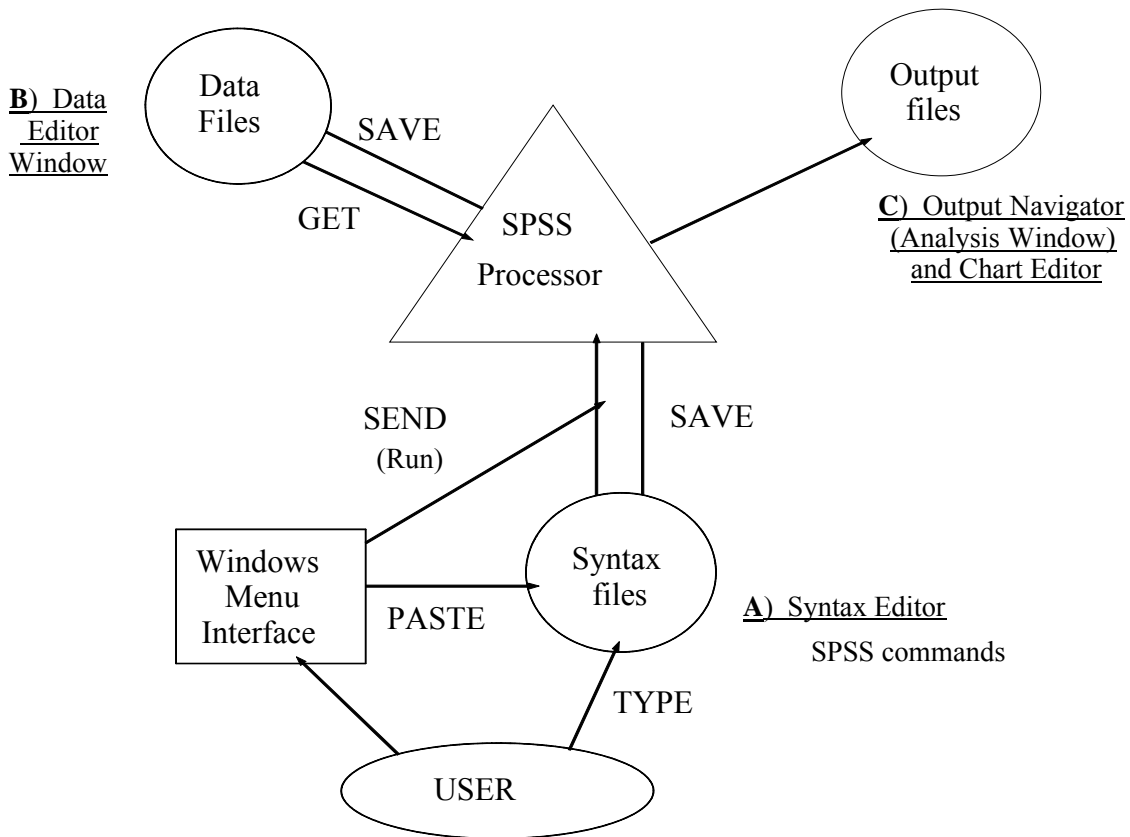 Data
Files
Output
files
B) Data
Editor
Window
SAVE
GET
SPSS
Processor
C) Output Navigator
(Analysis Window)
and Chart Editor
SEND
(Run)
SAVE
Windows
Menu
Interface
PASTE
Syntax
files
A) Syntax Editor
SPSS commands
TYPE
USER